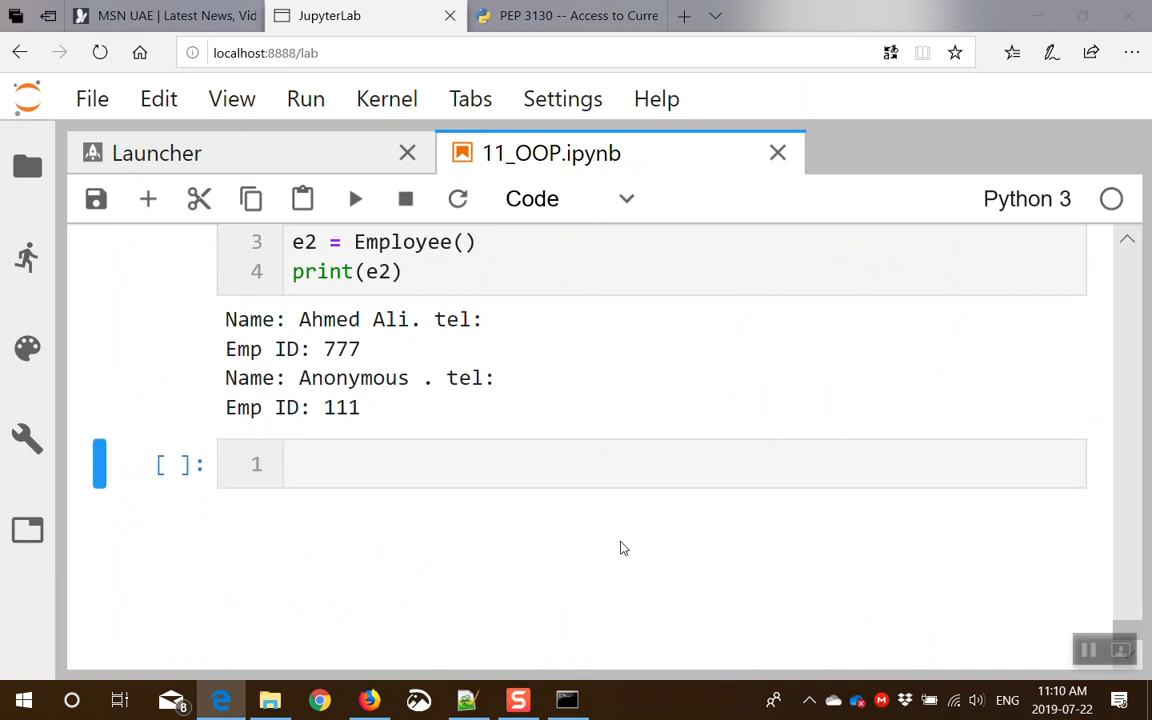 MSN UAE | Latest News, Vid
JupyterLab
PEP 3130 -- Access to Curre
localhost:8888/lab
File Edit View Run Kernel Tabs Settings Help
Launcher
11_OOP.ipynb
Code
Python 3
3 e2 = Employee()
4 print(e2)
Name: Ahmed Ali. tel:
Emp ID: 777
Name: Anonymous . tel:
Emp ID: 111
[ ]: 1
8
ENG
11:10 AM
2019-07-22